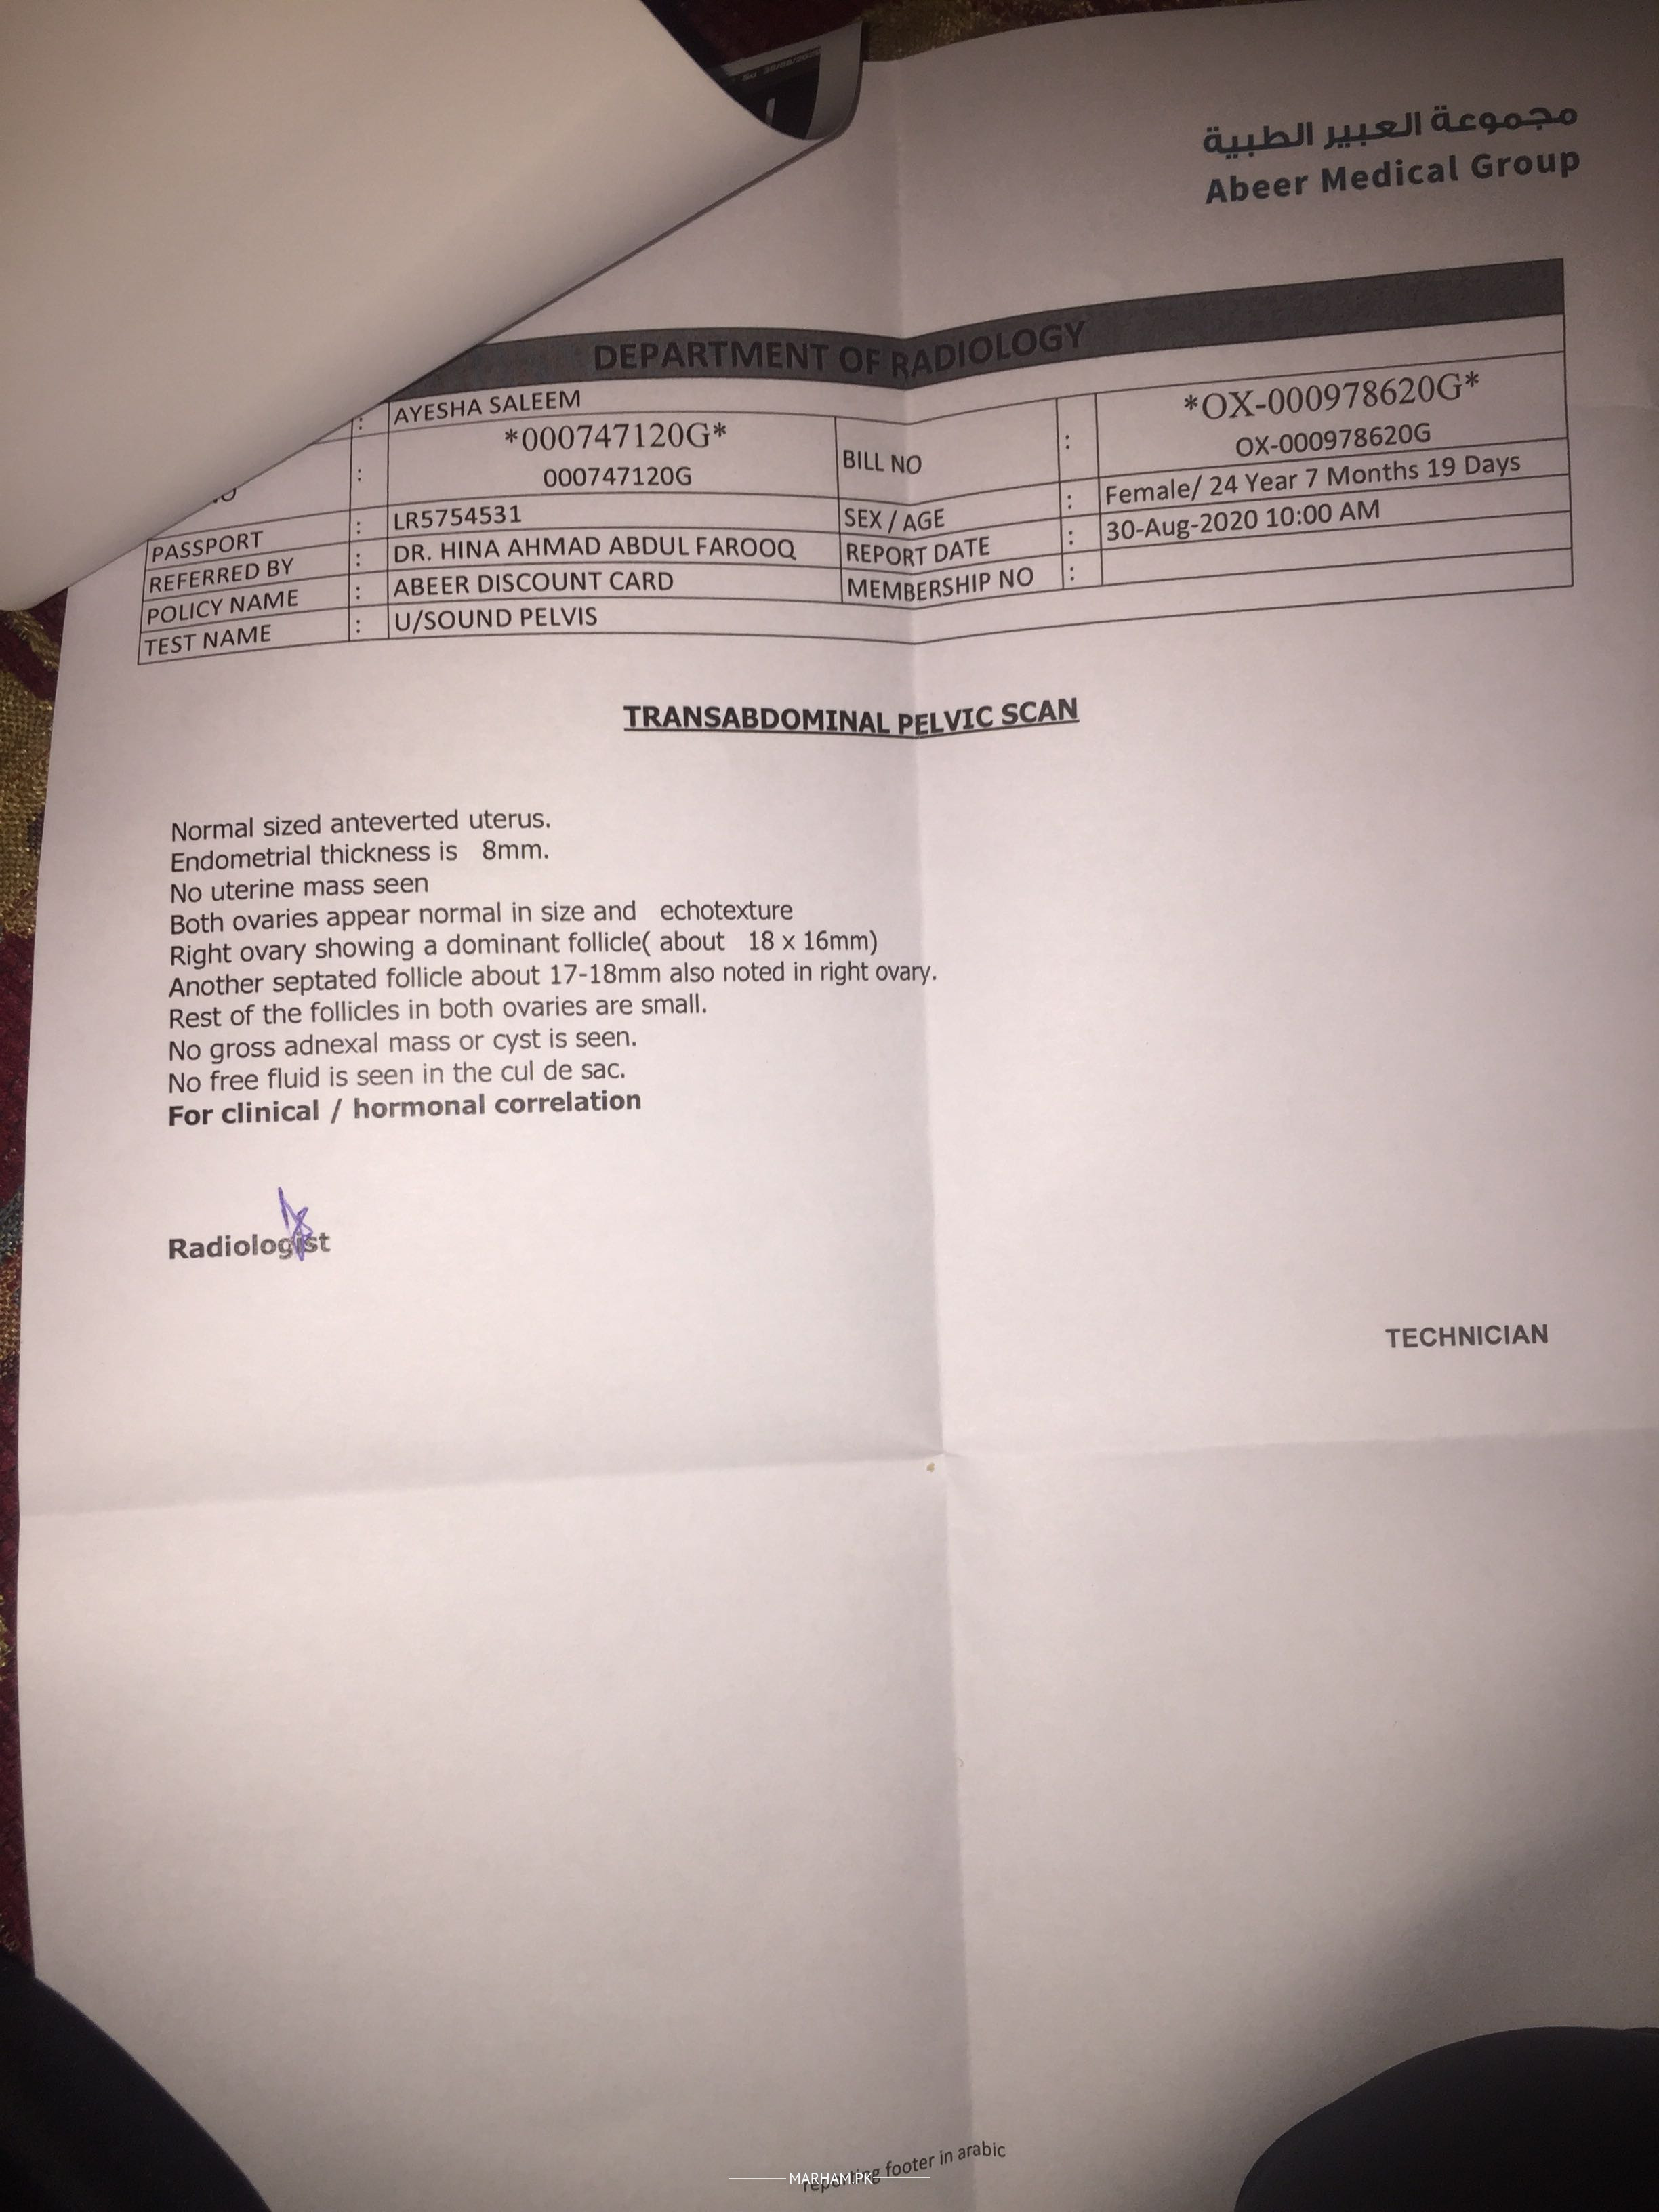 مجموعة العبير الطبية
Abeer Medical Group
DEPARTMENT OF RADIOLOGY
: AYESHA SALEEM
: *000747120G* BILL NO : *OX-000978620G*
000747120G OX-000978620G
PASSPORT : LR5754531 SEX / AGE : Female/ 24 Year 7 Months 19 Days
REFERRED BY : DR. HINA AHMAD ABDUL FAROOQ REPORT DATE : 30-Aug-2020 10:00 AM
POLICY NAME : ABEER DISCOUNT CARD MEMBERSHIP NO :
TEST NAME : U/SOUND PELVIS
TRANSABDOMINAL PELVIC SCAN
Normal sized anteverted uterus.
Endometrial thickness is 8mm.
No uterine mass seen
Both ovaries appear normal in size and echotexture
Right ovary showing a dominant follicle( about 18 x 16mm)
Another septated follicle about 17-18mm also noted in right ovary.
Rest of the follicles in both ovaries are small.
No gross adnexal mass or cyst is seen.
No free fluid is seen in the cul de sac.
For clinical / hormonal correlation
Radiologist
TECHNICIAN
footer in arabic
MARHAM.PK